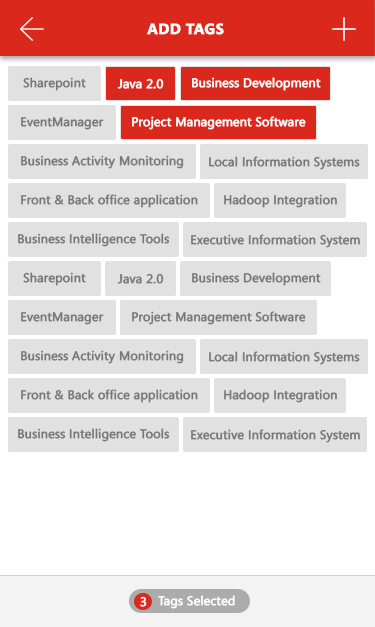 ADD TAGS
Sharepoint Java 2.0 Business Development
EventManager Project Management Software
Business Activity Monitoring Local Information Systems
Front & Back office application Hadoop Integration
Business Intelligence Tools Executive Information System
Sharepoint Java 2.0 Business Development
EventManager Project Management Software
Business Activity Monitoring Local Information Systems
Front & Back office application Hadoop Integration
Business Intelligence Tools Executive Information System
3 Tags Selected